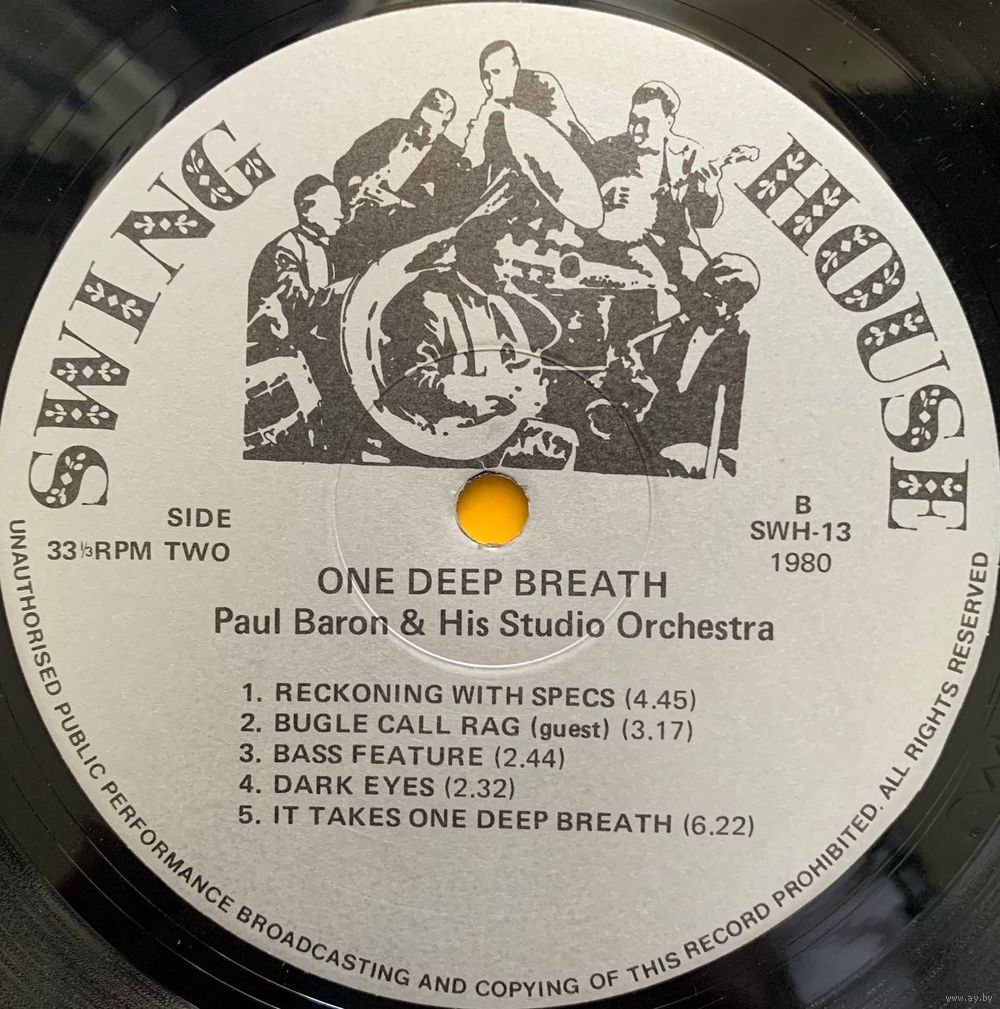 SWING HOUSE
SIDE
33⅓RPM TWO
B
SWH-13
1980
ONE DEEP BREATH
Paul Baron & His Studio Orchestra
1. RECKONING WITH SPECS (4.45)
2. BUGLE CALL RAG (guest) (3.17)
3. BASS FEATURE (2.44)
4. DARK EYES (2.32)
5. IT TAKES ONE DEEP BREATH (6.22)
UNAUTHORISED PUBLIC PERFORMANCE BROADCASTING AND COPYING OF THIS RECORD PROHIBITED. ALL RIGHTS RESERVED
www.ay.by